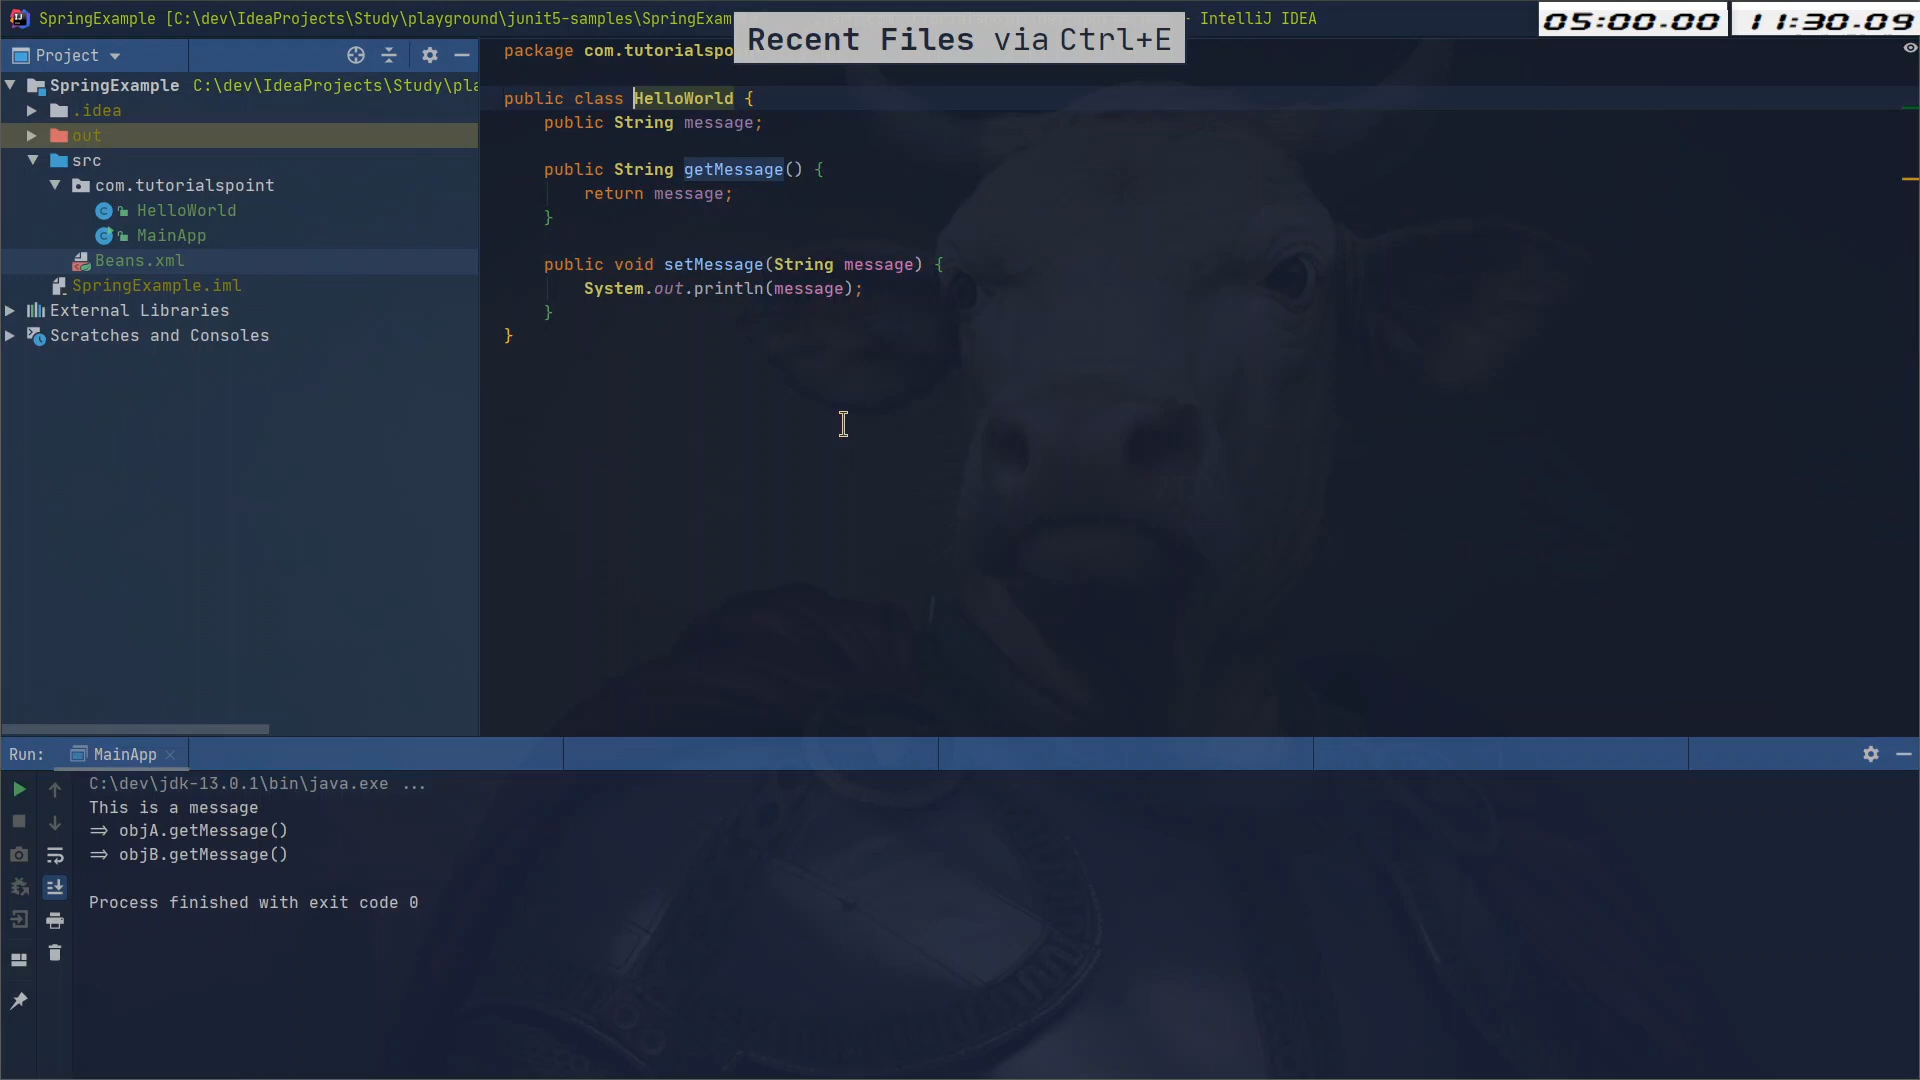 SpringExample [C:\dev\IdeaProjects\Study\playground\junit5-samples\SpringExam
- IntelliJ IDEA
05:00.00
11:30.09
Recent Files via Ctrl+E
Project
SpringExample C:\dev\IdeaProjects\Study\pla
.idea
out
src
com.tutorialspoint
HelloWorld
MainApp
Beans.xml
SpringExample.iml
External Libraries
Scratches and Consoles
package com.tutorialspo
public class HelloWorld {
public String message;
public String getMessage() {
return message;
}
public void setMessage(String message) {
System.out.println(message);
}
}
Run: MainApp
C:\dev\jdk-13.0.1\bin\java.exe ...
This is a message
⇒ objA.getMessage()
⇒ objB.getMessage()
Process finished with exit code 0